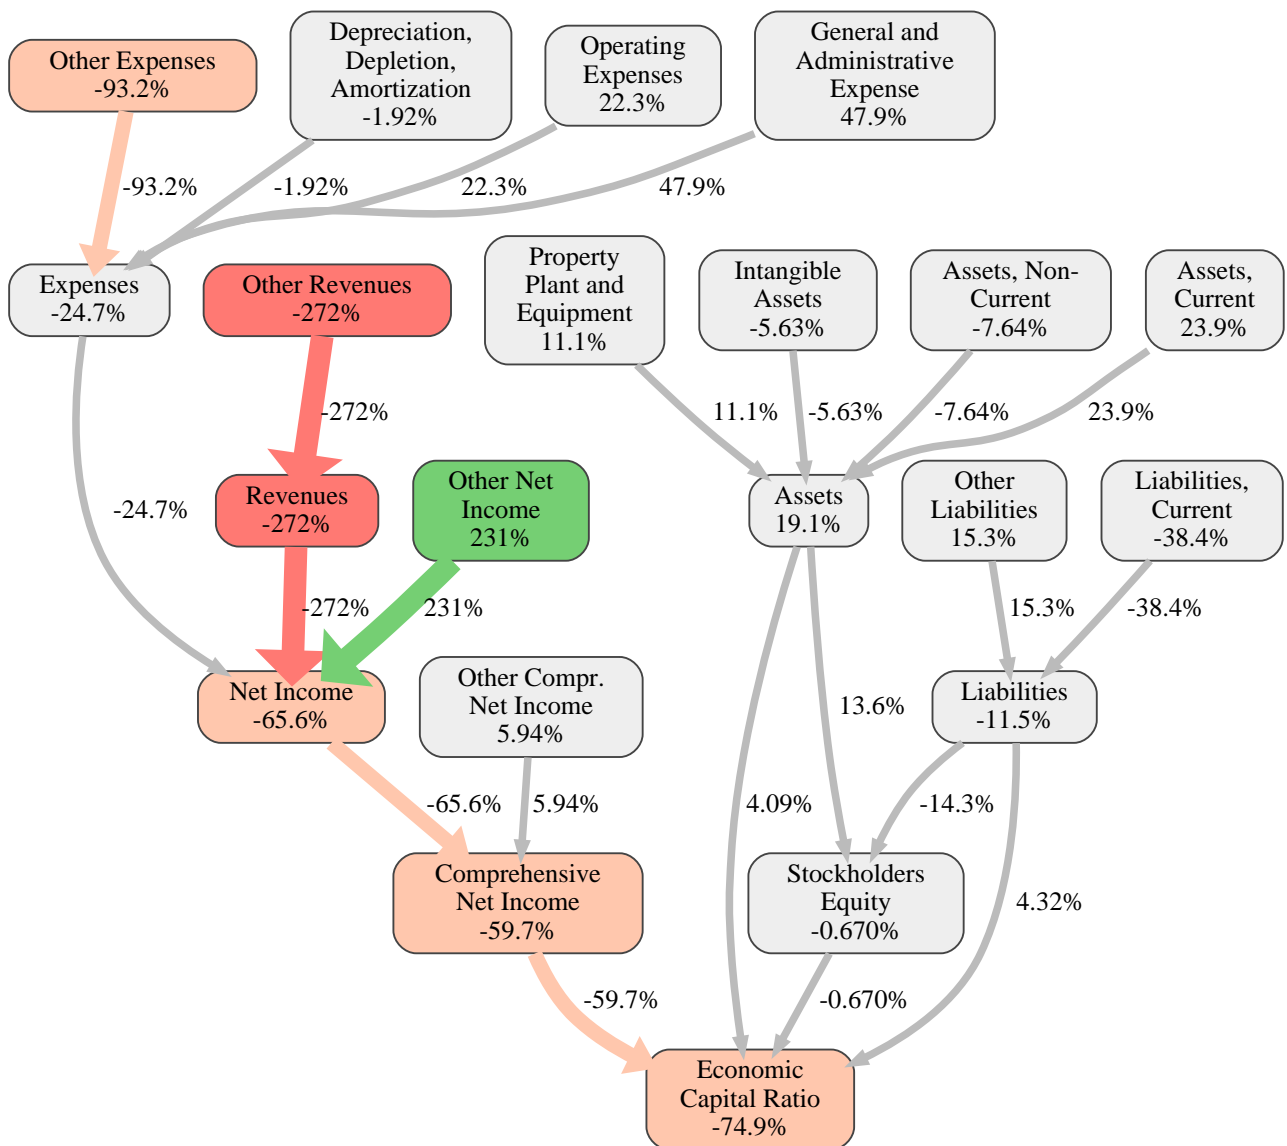 Other Expenses
-93.2%
Depreciation,
Depletion,
Amortization
-1.92%
Operating
Expenses
22.3%
General and
Administrative
Expense
47.9%
-93.2%
-1.92%
22.3%
47.9%
Expenses
-24.7%
Other Revenues
-272%
Property
Plant and
Equipment
11.1%
Intangible
Assets
-5.63%
Assets, Non-
Current
-7.64%
Assets,
Current
23.9%
-272%
11.1%
-5.63%
-7.64%
23.9%
-24.7%
Revenues
-272%
Other Net
Income
231%
Assets
19.1%
Other
Liabilities
15.3%
Liabilities,
Current
-38.4%
-272%
231%
15.3%
-38.4%
Net Income
-65.6%
Other Compr.
Net Income
5.94%
13.6%
Liabilities
-11.5%
-65.6%
5.94%
4.09%
-14.3%
Comprehensive
Net Income
-59.7%
Stockholders
Equity
-0.670%
4.32%
-59.7%
-0.670%
Economic
Capital Ratio
-74.9%